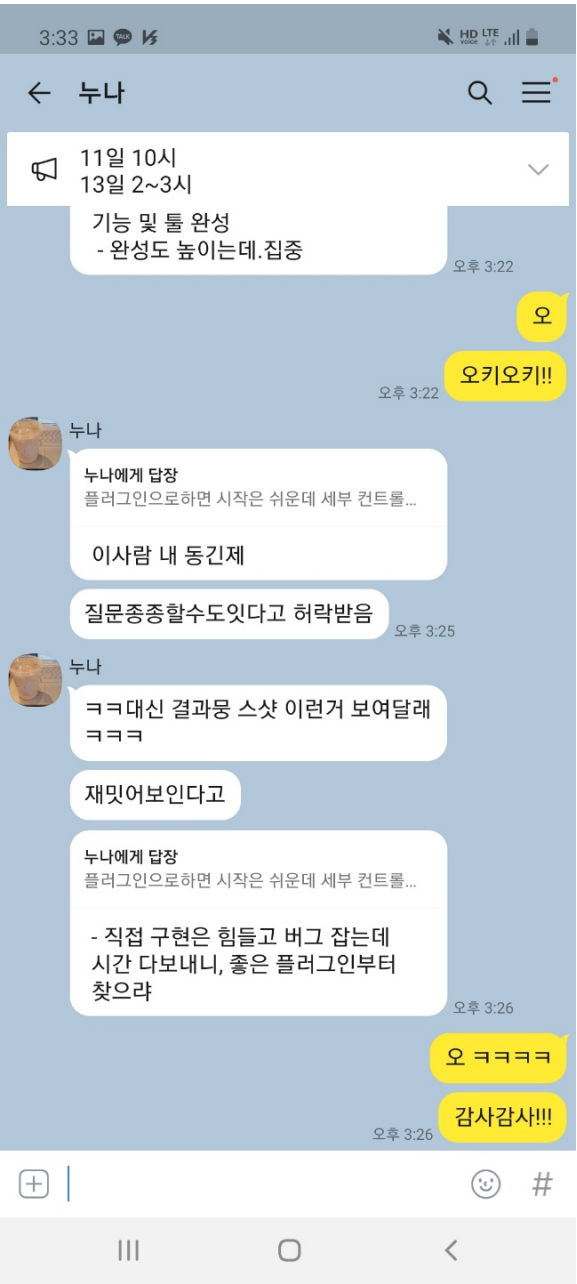 3:33 TALK
HD voice LTE
누나
11일 10시
13일 2~3시
기능 및 툴 완성
- 완성도 높이는데.집중
오후 3:22
오
오키오키!!
오후 3:22
누나
누나에게 답장
플러그인으로하면 시작은 쉬운데 세부 컨트롤...
이사람 내 동긴제
질문종종할수도잇다고 허락받음
오후 3:25
누나
ㅋㅋ대신 결과뭉 스샷 이런거 보여달래
ㅋㅋㅋ
재밋어보인다고
누나에게 답장
플러그인으로하면 시작은 쉬운데 세부 컨트롤...
- 직접 구현은 힘들고 버그 잡는데
시간 다보내니, 좋은 플러그인부터
찾으랴
오후 3:26
오 ㅋㅋㅋㅋ
감사감사!!!
오후 3:26
#